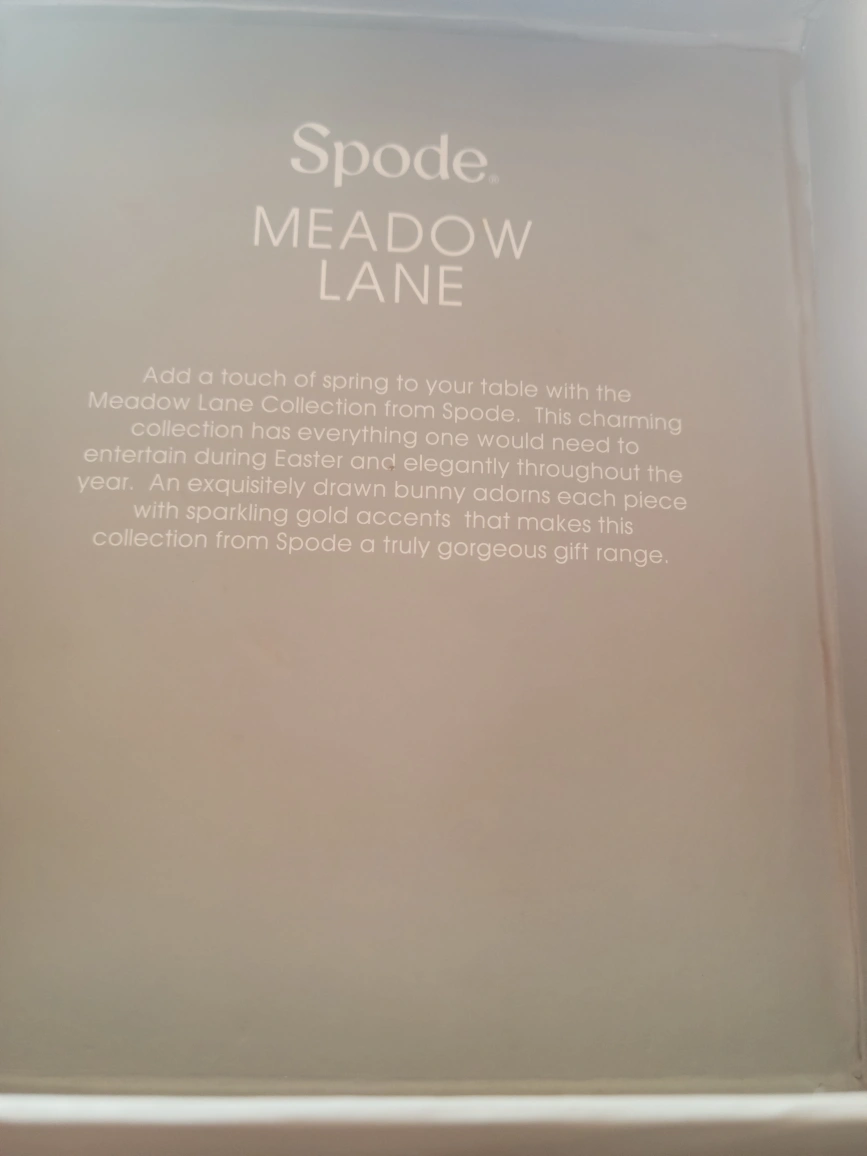 Spode®
MEADOW
LANE
Add a touch of spring to your table with the
Meadow Lane Collection from Spode.  This charming
collection has everything one would need to
entertain during Easter and elegantly throughout the
year.  An exquisitely drawn bunny adorns each piece
with sparkling gold accents  that makes this
collection from Spode a truly gorgeous gift range.